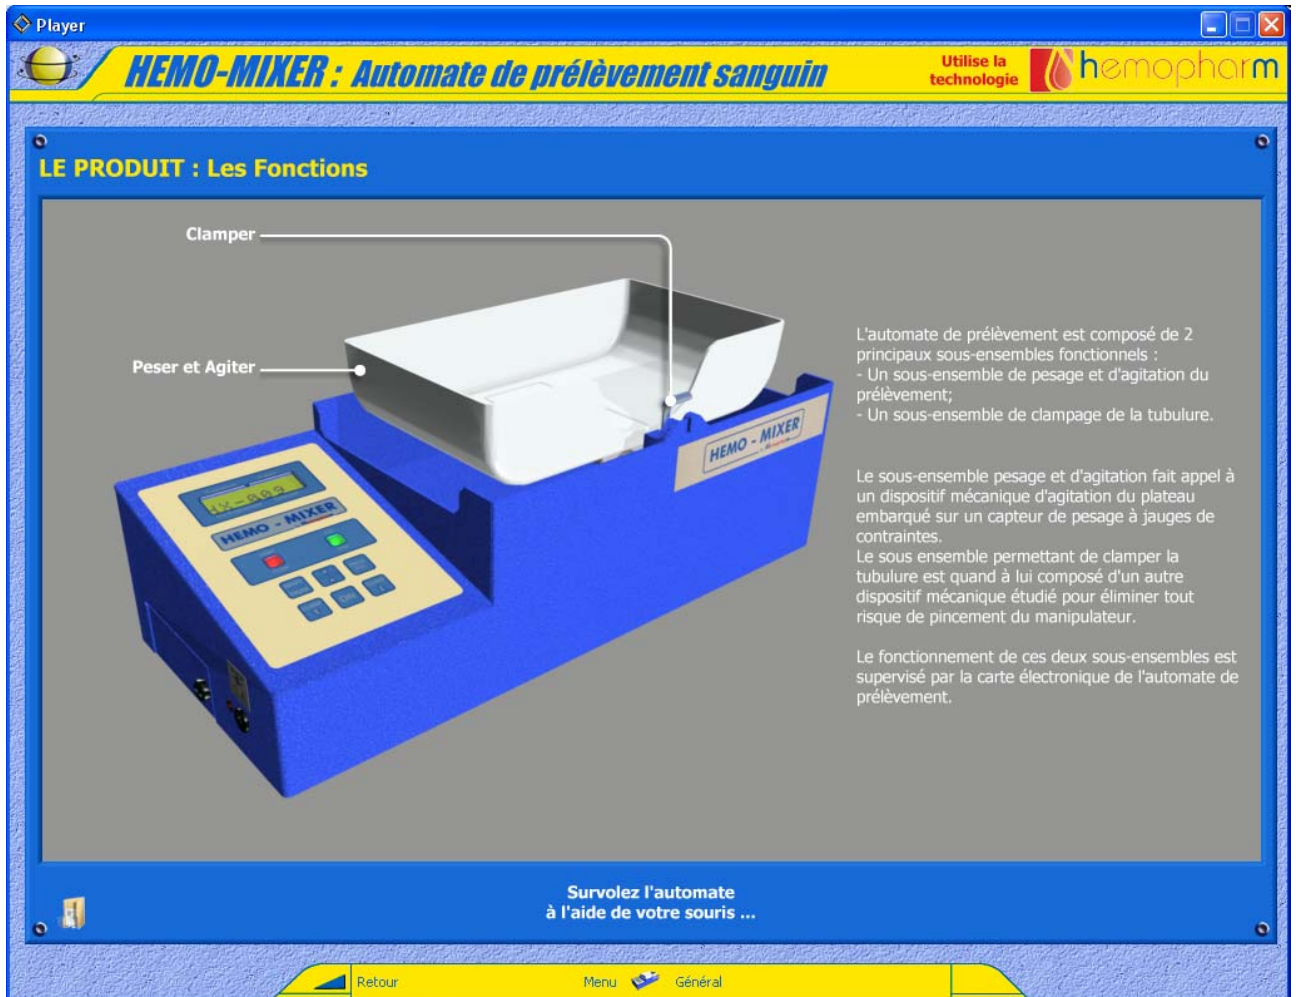 Player
HEMO-MIXER : Automate de prélèvement sanguin
Utilise la
technologie
hemopharm
LE PRODUIT : Les Fonctions
Clamper
Peser et Agiter
HEMO - MIXER
HEMO - MIXER
L'automate de prélèvement est composé de 2
principaux sous-ensembles fonctionnels :
- Un sous-ensemble de pesage et d'agitation du
prélèvement;
- Un sous-ensemble de clampage de la tubulure.
Le sous-ensemble pesage et d'agitation fait appel à
un dispositif mécanique d'agitation du plateau
embarqué sur un capteur de pesage à jauges de
contraintes.
Le sous ensemble permettant de clamper la
tubulure est quand à lui composé d'un autre
dispositif mécanique étudié pour éliminer tout
risque de pincement du manipulateur.
Le fonctionnement de ces deux sous-ensembles est
supervisé par la carte électronique de l'automate de
prélèvement.
Survolez l'automate
à l'aide de votre souris ...
Retour
Menu Général